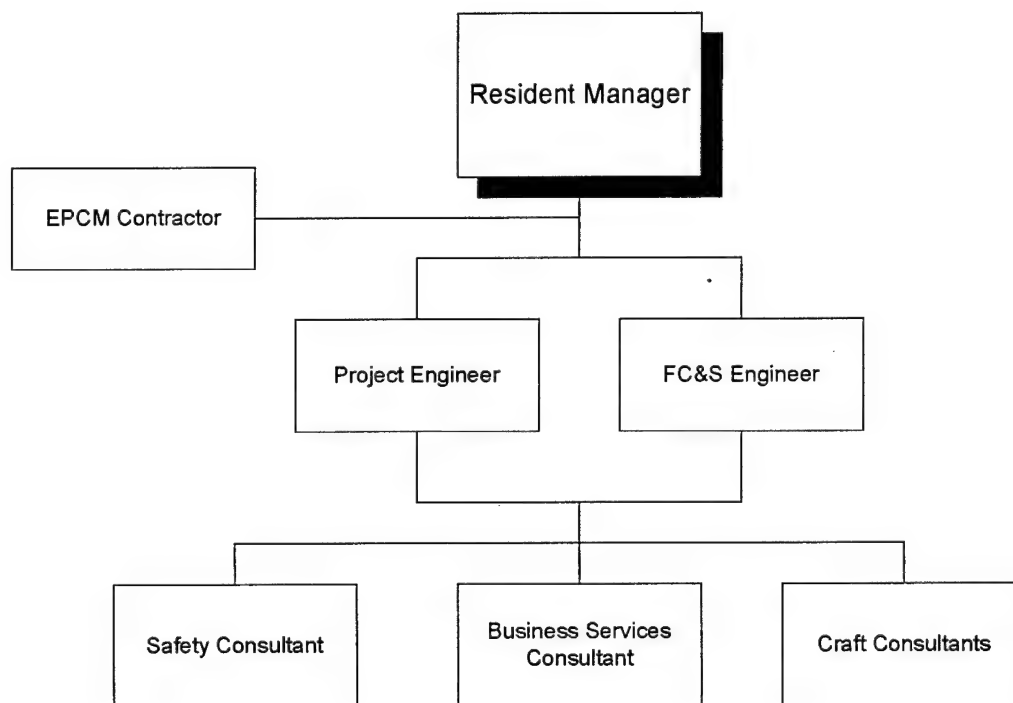 Resident Manager
EPCM Contractor
Project Engineer
FC&S Engineer
Safety Consultant
Business Services
Consultant
Craft Consultants